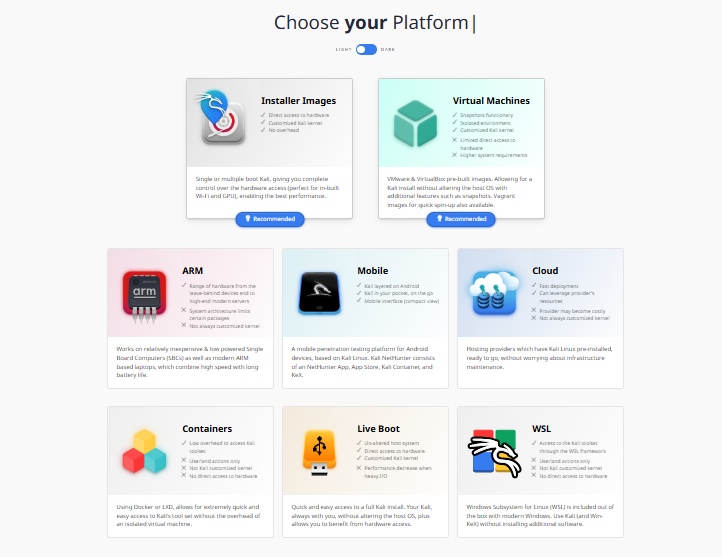 Choose your Platform
LIGHT DARK
Installer Images
Direct access to hardware
Customized Kali kernel
No overhead
Single or multiple boot Kali, giving you complete
control over the hardware access (perfect for in-built
Wi-Fi and GPU), enabling the best performance.
Recommended
Virtual Machines
Snapshots functionary
Isolated environment
Customized Kali kernel
Limited direct access to
hardware
Higher system requirements
VMware & VirtualBox pre-built images. Allowing for a
Kali install without altering the host OS with
additional features such as snapshots. Vagrant
images for quick spin-up also available.
Recommended
arm
ARM
Range of hardware from the
leave-behind devices end to
high-end modern servers
System architecture limits
certain packages
Not always customized kernel
Works on relatively inexpensive & low powered Single
Board Computers (SBCs) as well as modern ARM
based laptops, which combine high speed with long
battery life.
Mobile
Kali layered on Android
Kali in your pocket, on the go
Mobile interface (compact view)
A mobile penetration testing platform for Android
devices, based on Kali Linux. Kali NetHunter consists
of an NetHunter App, App Store, Kali Container, and
KeX.
Cloud
Fast deployment
Can leverage provider's
resources
Provider may become costly
Not always customized kernel
Hosting providers which have Kali Linux pre-installed,
ready to go, without worrying about infrastructure
maintenance.
Containers
Low overhead to access Kali
toolset
Userland actions only
Not Kali customized kernel
No direct access to hardware
Using Docker or LXD, allows for extremely quick and
easy access to Kali's tool set without the overhead of
an isolated virtual machine.
Live Boot
Un-altered host system
Direct access to hardware
Customized Kali kernel
Performance decrease when
heavy I/O
Quick and easy access to a full Kali install. Your Kali,
always with you, without altering the host OS, plus
allows you to benefit from hardware access.
WSL
Access to the Kali toolset
through the WSL framework
Userland actions only
Not Kali customized kernel
No direct access to hardware
Windows Subsystem for Linux (WSL) is included out of
the box with modern Windows. Use Kali (and Win-
KeX) without installing additional software.